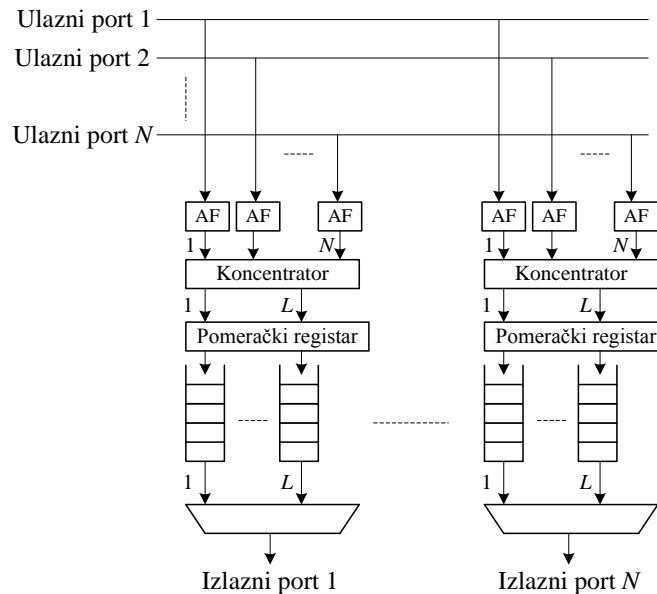 Ulazni port 1
Ulazni port 2
Ulazni port N
AF AF AF AF AF AF
1 N 1 N
Koncentrator Koncentrator
1 L 1 L
Pomerački registar Pomerački registar
1 L 1 L
Izlazni port 1 Izlazni port N